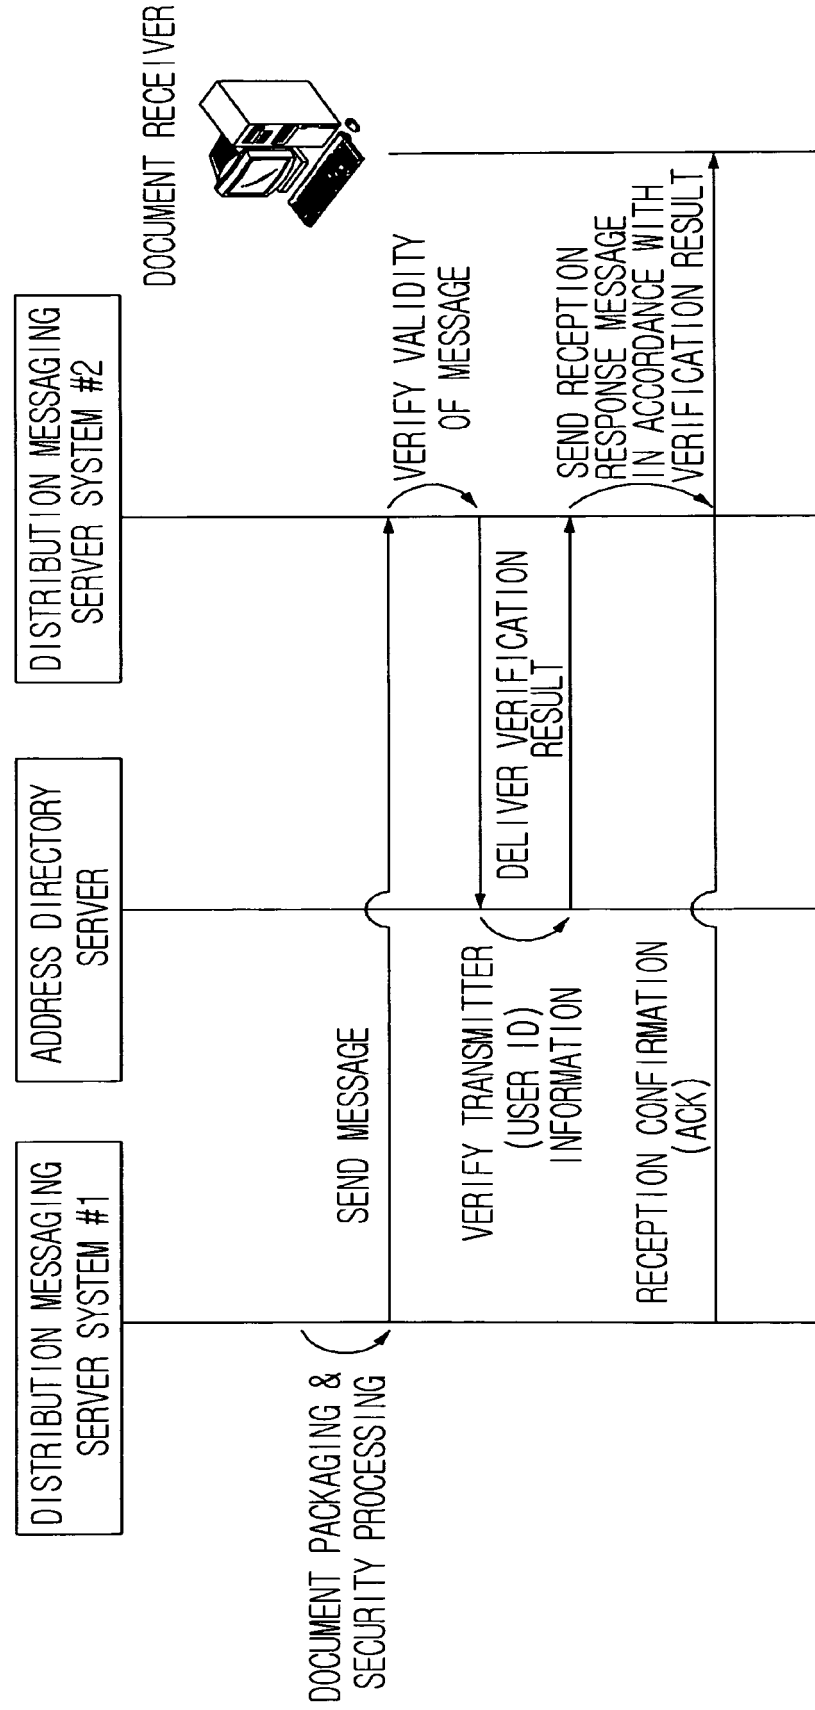 DISTRIBUTION MESSAGING
SERVER SYSTEM #1
ADDRESS DIRECTORY
SERVER
DISTRIBUTION MESSAGING
SERVER SYSTEM #2
DOCUMENT RECEIVER
DOCUMENT PACKAGING &
SECURITY PROCESSING
SEND MESSAGE
VERIFY VALIDITY
OF MESSAGE
VERIFY TRANSMITTER
(USER ID)
INFORMATION
DELIVER VERIFICATION
RESULT
SEND RECEPTION
RESPONSE MESSAGE
IN ACCORDANCE WITH
VERIFICATION RESULT
RECEPTION CONFIRMATION
(ACK)